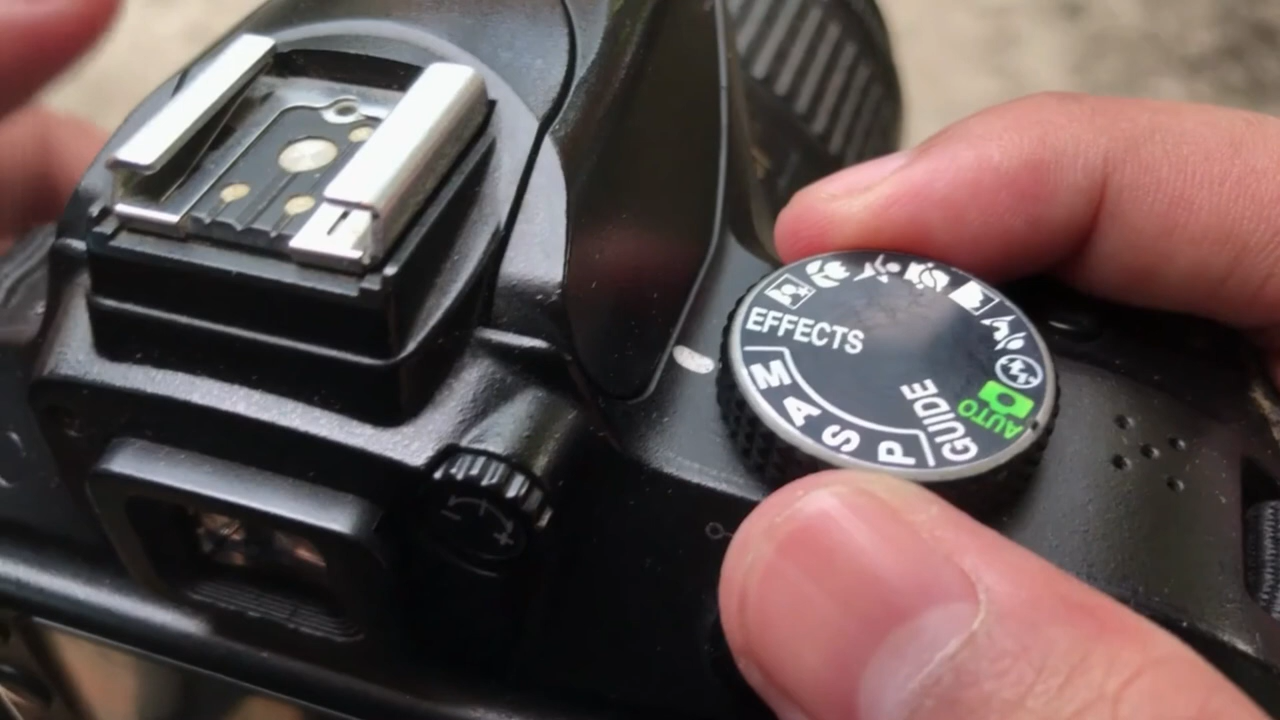 EFFECTS
M
A
S
P
GUIDE
AUTO
- +